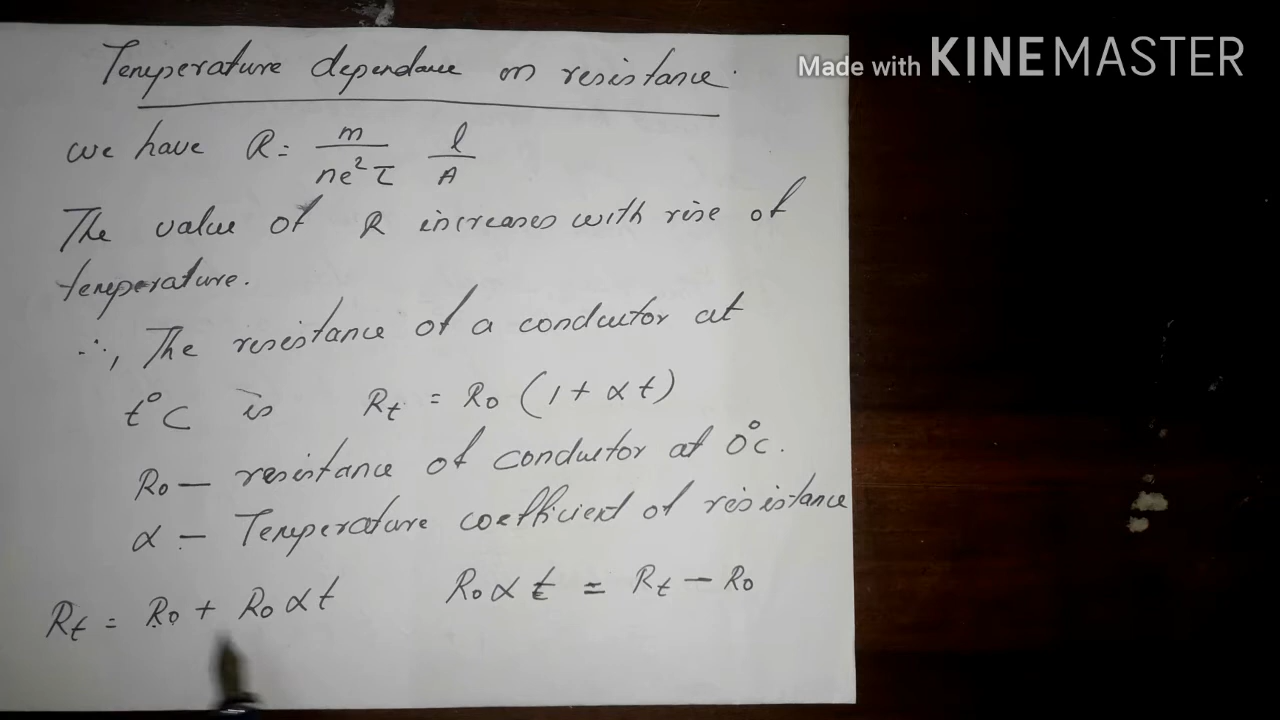 Temperature dependance on resistance.
Made with KINEMASTER
we have R = m/ne²τ l/A
The value of R increases with rise of
temperature.
∴, The resistance of a conductor at
t°C is Rt = R0 (1 + αt)
R0 — resistance of conductor at 0°C.
α — Temperature coefficient of resistance
Rt = R0 + R0αt R0αt = Rt — R0